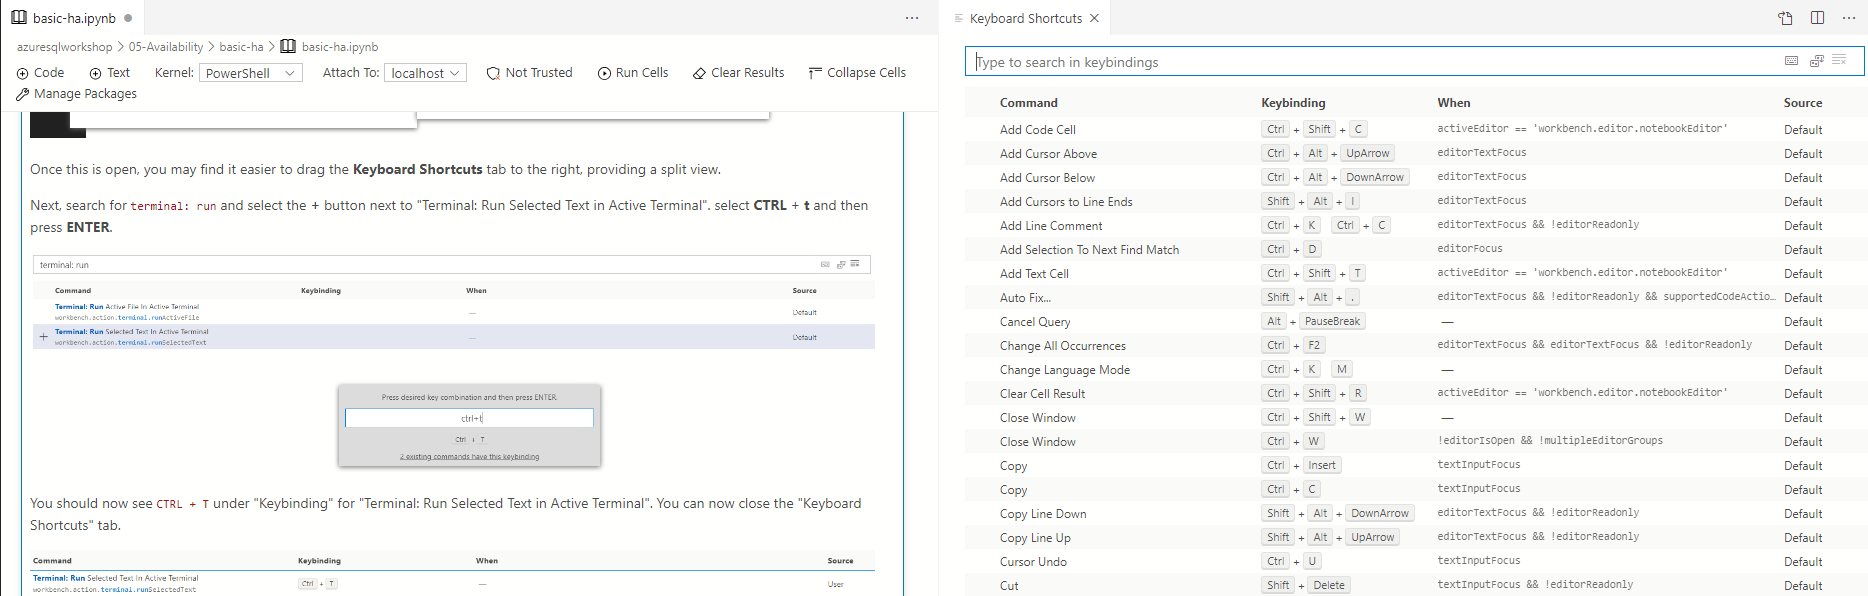 basic-ha.ipynb
azuresqlworkshop > 05-Availability > basic-ha > basic-ha.ipynb
Code Text Kernel: PowerShell Attach To: localhost Not Trusted Run Cells Clear Results Collapse Cells
Manage Packages
Once this is open, you may find it easier to drag the Keyboard Shortcuts tab to the right, providing a split view.
Next, search for terminal: run and select the + button next to "Terminal: Run Selected Text in Active Terminal". select CTRL + t and then
press ENTER.
terminal: run
Command Keybinding When Source
Terminal: Run Active File In Active Terminal
workbench.action.terminal.runActiveFile
— Default
Terminal: Run Selected Text In Active Terminal
workbench.action.terminal.runSelectedText
— Default
Press desired key combination and then press ENTER.
ctrl+t
Ctrl + T
2 existing commands have this keybinding
You should now see CTRL + T under "Keybinding" for "Terminal: Run Selected Text in Active Terminal". You can now close the "Keyboard
Shortcuts" tab.
Command Keybinding When Source
Terminal: Run Selected Text In Active Terminal
workbench.action.terminal.runSelectedText
Ctrl + T — User
Keyboard Shortcuts
Type to search in keybindings
Command Keybinding When Source
Add Code Cell Ctrl + Shift + C activeEditor == 'workbench.editor.notebookEditor' Default
Add Cursor Above Ctrl + Alt + UpArrow editorTextFocus Default
Add Cursor Below Ctrl + Alt + DownArrow editorTextFocus Default
Add Cursors to Line Ends Shift + Alt + I editorTextFocus Default
Add Line Comment Ctrl + K Ctrl + C editorTextFocus && !editorReadonly Default
Add Selection To Next Find Match Ctrl + D editorFocus Default
Add Text Cell Ctrl + Shift + T activeEditor == 'workbench.editor.notebookEditor' Default
Auto Fix... Shift + Alt + . editorTextFocus && !editorReadonly && supportedCodeActio... Default
Cancel Query Alt + PauseBreak — Default
Change All Occurrences Ctrl + F2 editorTextFocus && editorTextFocus && !editorReadonly Default
Change Language Mode Ctrl + K M — Default
Clear Cell Result Ctrl + Shift + R activeEditor == 'workbench.editor.notebookEditor' Default
Close Window Ctrl + Shift + W — Default
Close Window Ctrl + W !editorIsOpen && !multipleEditorGroups Default
Copy Ctrl + Insert textInputFocus Default
Copy Ctrl + C textInputFocus Default
Copy Line Down Shift + Alt + DownArrow editorTextFocus && !editorReadonly Default
Copy Line Up Shift + Alt + UpArrow editorTextFocus && !editorReadonly Default
Cursor Undo Ctrl + U textInputFocus Default
Cut Shift + Delete textInputFocus && !editorReadonly Default